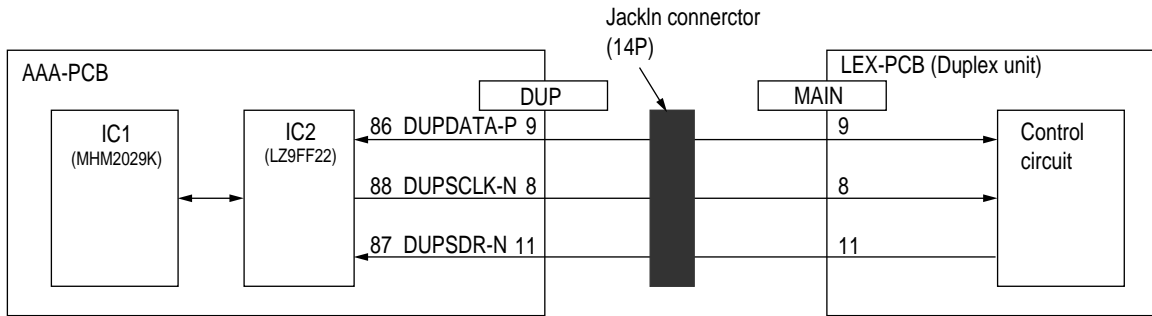 JackIn connerctor
(14P)
AAA-PCB
LEX-PCB (Duplex unit)
DUP
MAIN
IC1
(MHM2029K)
IC2
(LZ9FF22)
86 DUPDATA-P 9
9
Control
circuit
88 DUPSCLK-N 8
8
87 DUPSDR-N 11
11